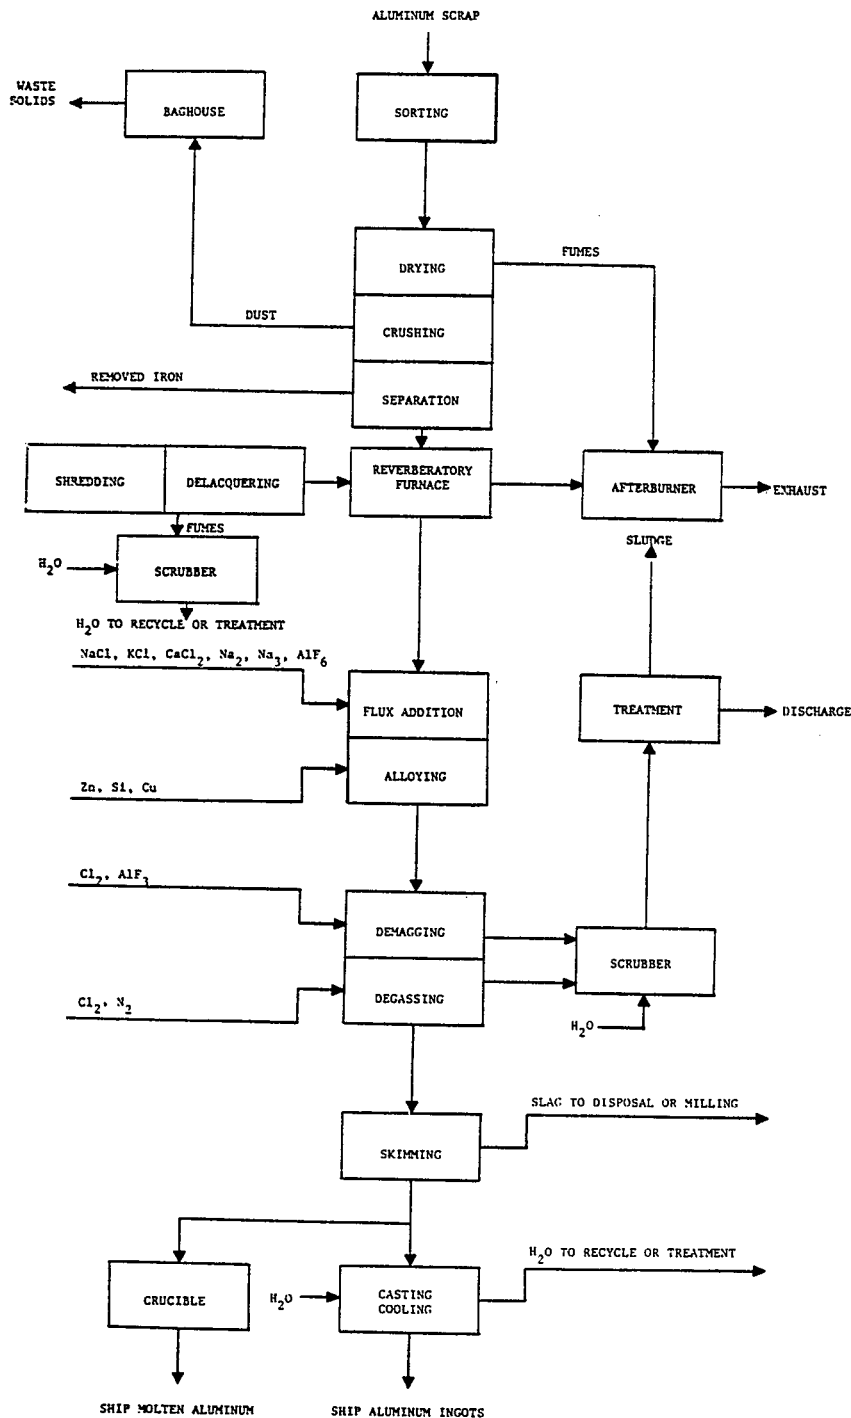 ALUMINUM SCRAP
WASTE
SOLIDS
BAGHOUSE
SORTING
DRYING
FUMES
DUST
CRUSHING
REMOVED IRON
SEPARATION
SHREDDING
DELACQUERING
REVERBERATORY
FURNACE
AFTERBURNER
EXHAUST
FUMES
SLUDGE
H₂O
SCRUBBER
H₂O TO RECYCLE OR TREATMENT
NaCl, KCl, CaCl₂, Na₂, Na₃, AlF₆
FLUX ADDITION
TREATMENT
DISCHARGE
ALLOYING
Zn, Si, Cu
Cl₂, AlF₃
DEMAGGING
SCRUBBER
DEGASSING
Cl₂, N₂
H₂O
SLAG TO DISPOSAL OR MILLING
SKIMMING
H₂O TO RECYCLE OR TREATMENT
CRUCIBLE
H₂O
CASTING
COOLING
SHIP MOLTEN ALUMINUM
SHIP ALUMINUM INGOTS